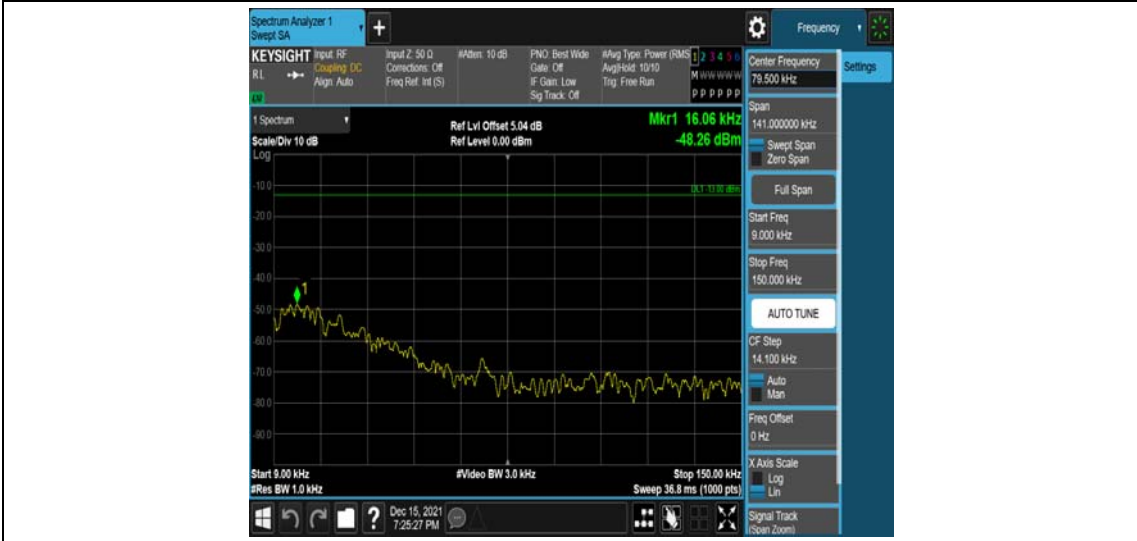 Spectrum Analyzer 1
Swept SA
+
Frequency
KEYSIGHT
Input: RF
Coupling: DC
Align: Auto
RL
Input Z: 50 Ω
Corrections: Off
Freq Ref: Int (S)
#Atten: 10 dB
PNO: Best Wide
Gate: Off
IF Gain: Low
Sig Track: Off
#Avg Type: Power (RMS
Avg|Hold: 10/10
Trig: Free Run
1 2 3 4 5 6
M W W W W W
P P P P P P
Center Frequency
79.500 kHz
Settings
Span
141.000000 kHz
Swept Span
Zero Span
Full Span
Start Freq
9.000 kHz
Stop Freq
150.000 kHz
AUTO TUNE
CF Step
14.100 kHz
Auto
Man
Freq Offset
0 Hz
X Axis Scale
Log
Lin
Signal Track
(Span Zoom)
1 Spectrum
Scale/Div 10 dB
Ref Lvl Offset 5.04 dB
Ref Level 0.00 dBm
Mkr1 16.06 kHz
-48.26 dBm
Log
DL1 -13.00 dBm
-10.0
-20.0
-30.0
-40.0
-50.0
-60.0
-70.0
-80.0
-90.0
1
Start 9.00 kHz
#Res BW 1.0 kHz
#Video BW 3.0 kHz
Stop 150.00 kHz
Sweep 36.8 ms (1000 pts)
?
Dec 15, 2021
7:25:27 PM